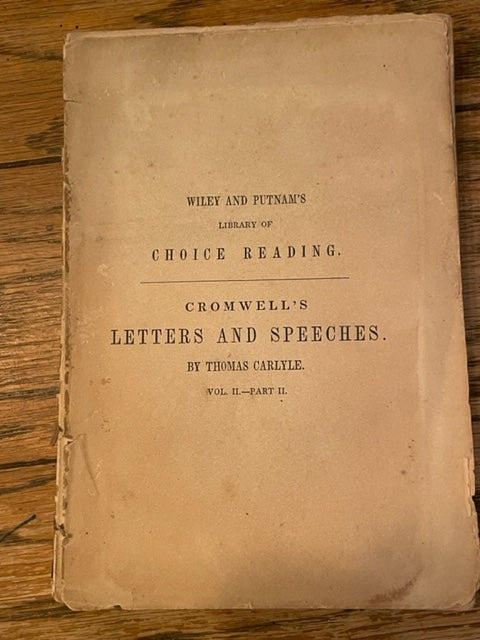 WILEY AND PUTNAM'S
LIBRARY OF
CHOICE READING.
CROMWELL'S
LETTERS AND SPEECHES.
BY THOMAS CARLYLE.
VOL. II.—PART II.